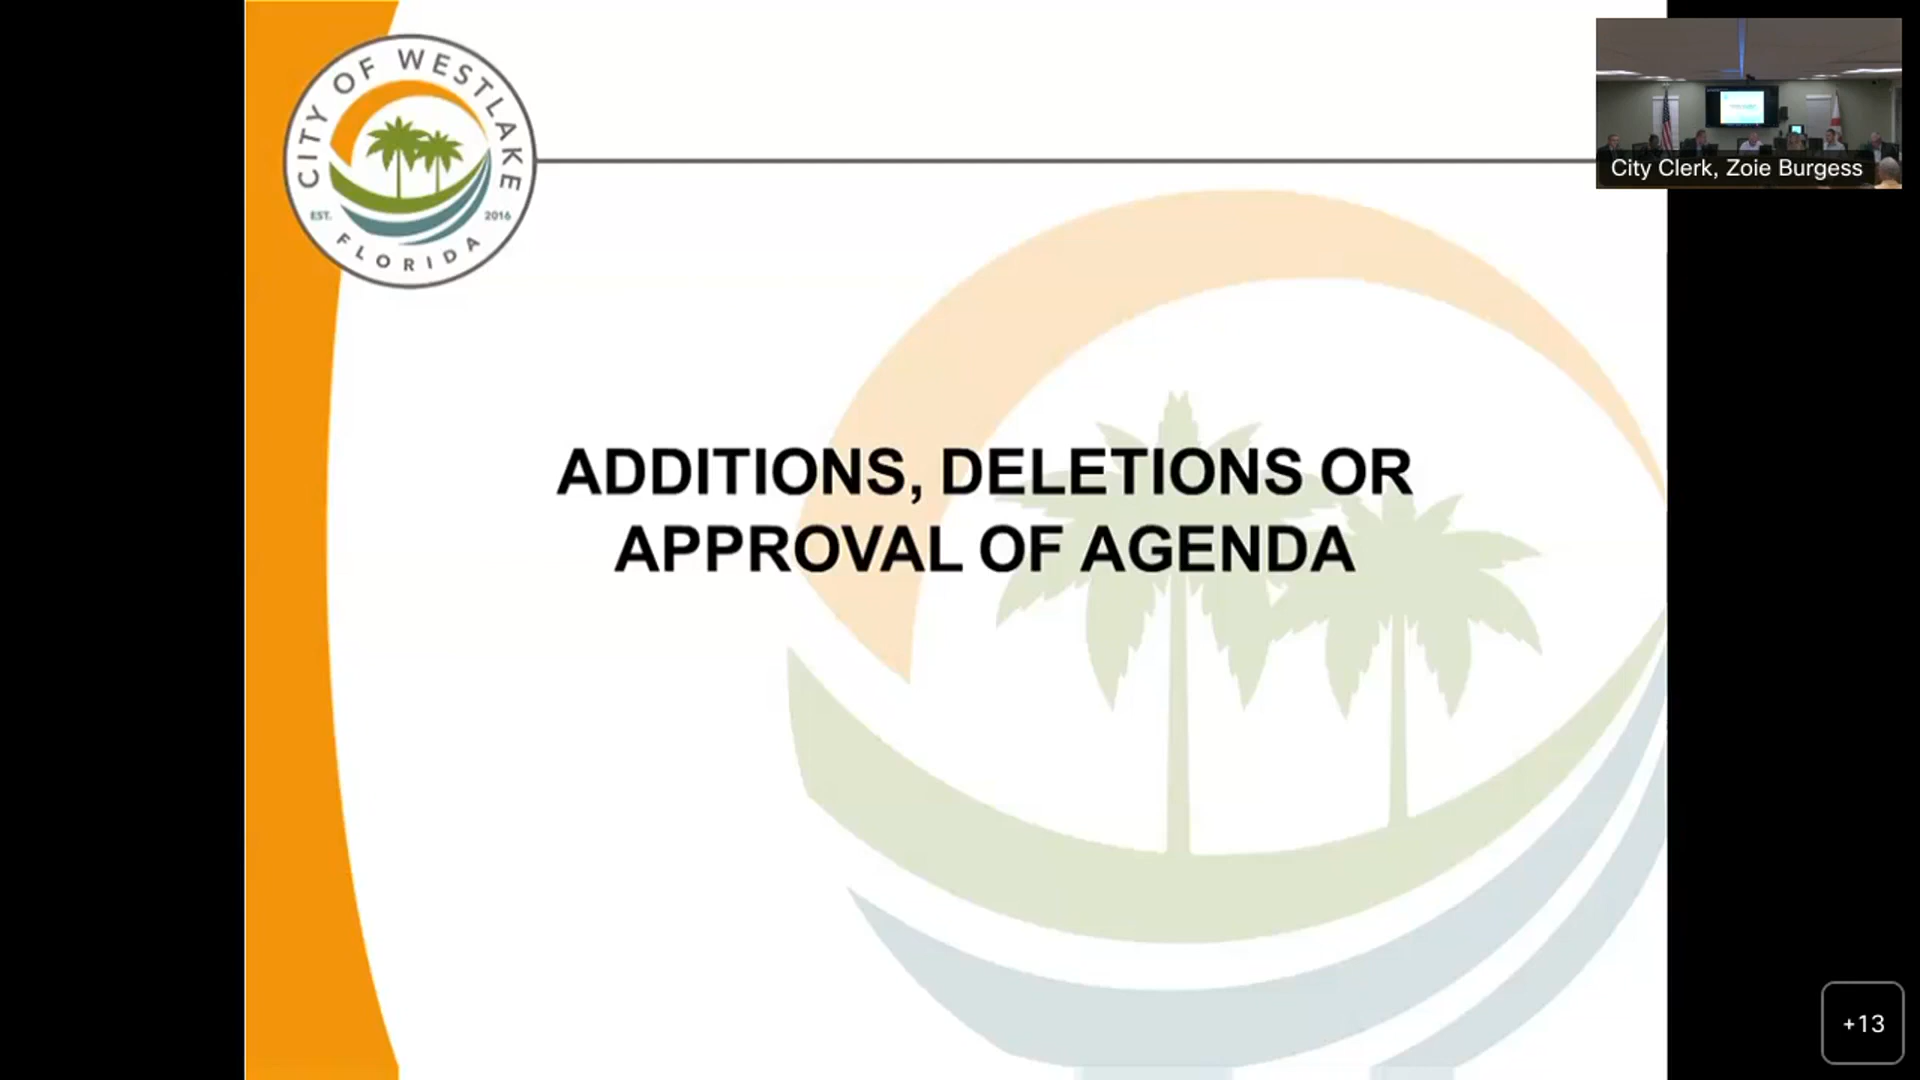 CITY OF WESTLAKE
EST. 2016
FLORIDA
City Clerk, Zoie Burgess
ADDITIONS, DELETIONS OR
APPROVAL OF AGENDA
+13